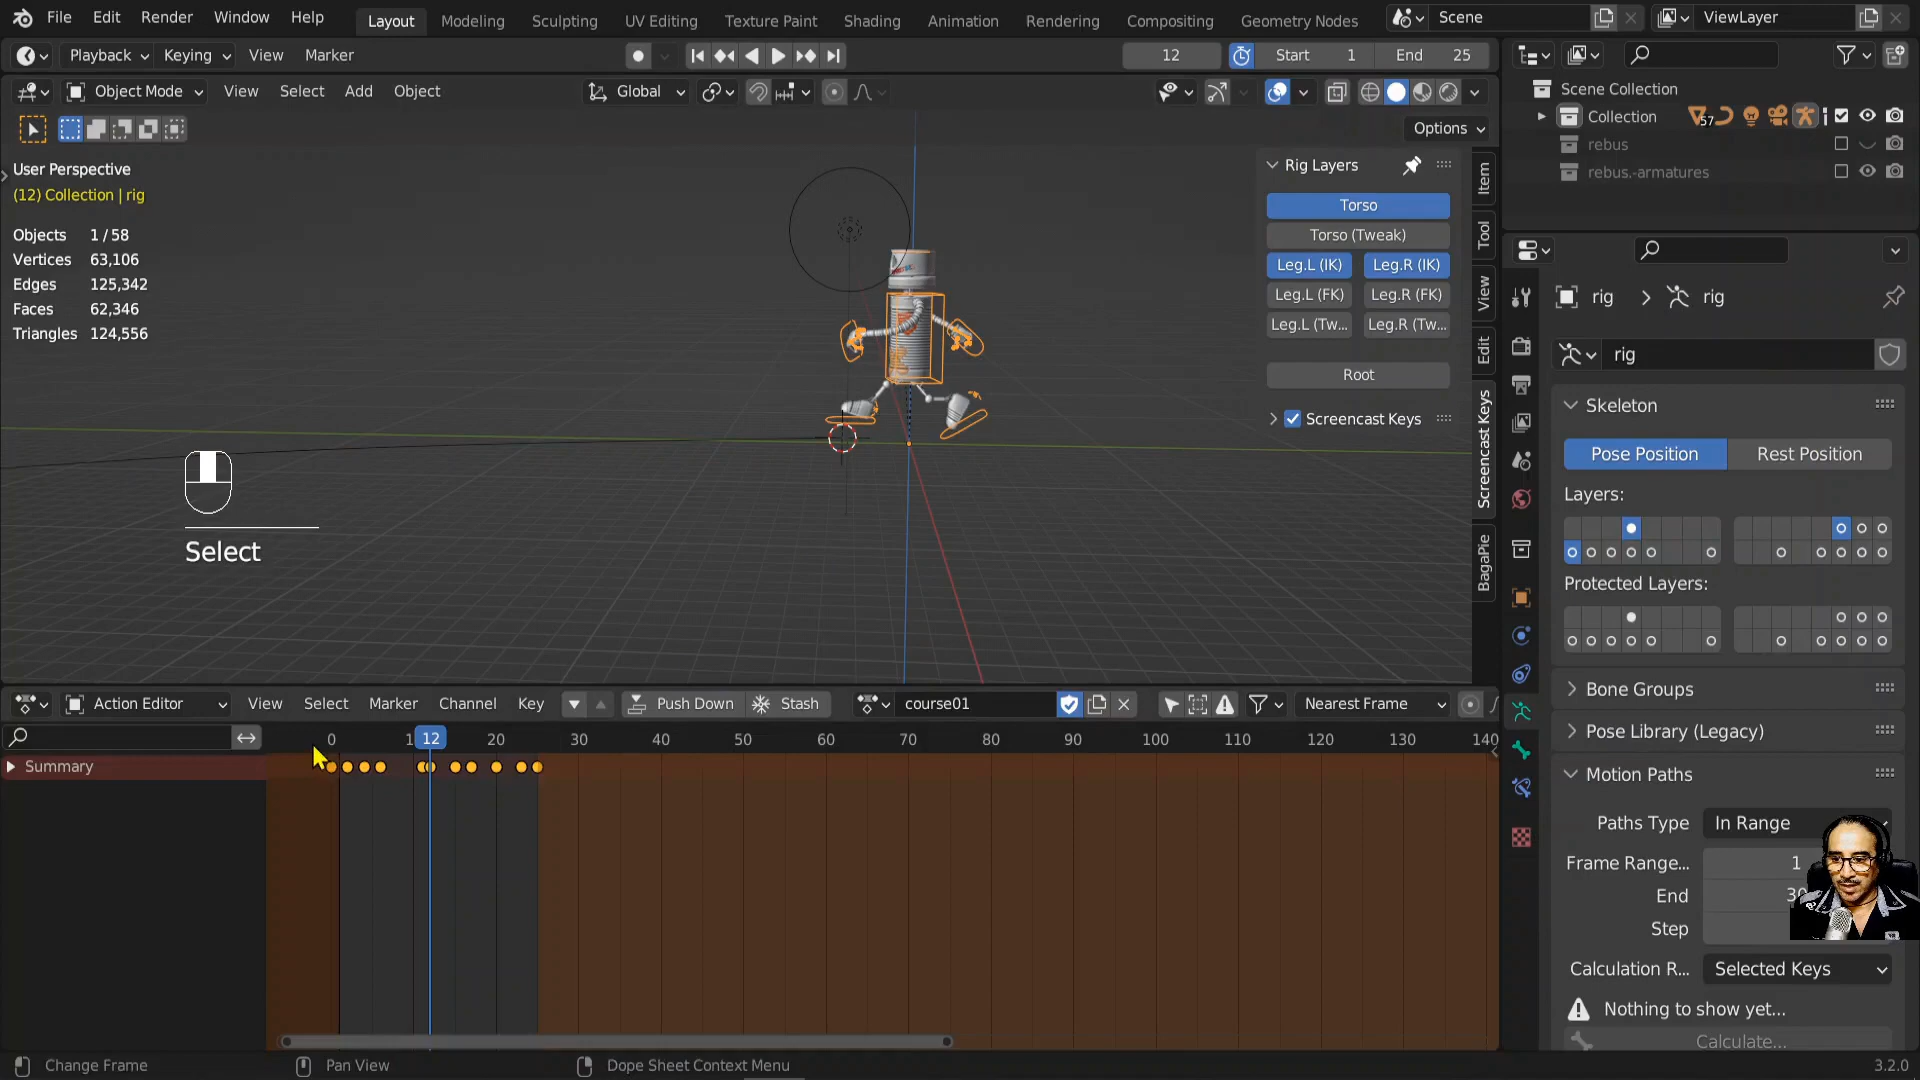 File Edit Render Window Help Layout Modeling Sculpting UV Editing Texture Paint Shading Animation Rendering Compositing Geometry Nodes Scene ViewLayer
Playback Keying View Marker 12 Start 1 End 25
Object Mode View Select Add Object Global
Options
Scene Collection
Collection 57
rebus
rebus.-armatures
User Perspective
(12) Collection | rig
Objects 1 / 58
Vertices 63,106
Edges 125,342
Faces 62,346
Triangles 124,556
Rig Layers
Torso
Torso (Tweak)
Leg.L (IK) Leg.R (IK)
Leg.L (FK) Leg.R (FK)
Leg.L (Tw... Leg.R (Tw...
Root
Screencast Keys
Item
Tool
View
Edit
Screencast Keys
BagaPie
Select
rig rig
rig
Skeleton
Pose Position Rest Position
Layers:
Protected Layers:
Bone Groups
Pose Library (Legacy)
Motion Paths
Paths Type In Range
Frame Range... 1
End 30
Step
Calculation R... Selected Keys
Nothing to show yet...
Calculate...
Action Editor View Select Marker Channel Key Push Down Stash course01 Nearest Frame
0 1 12 20 30 40 50 60 70 80 90 100 110 120 130 140
Summary
Change Frame Pan View Dope Sheet Context Menu 3.2.0